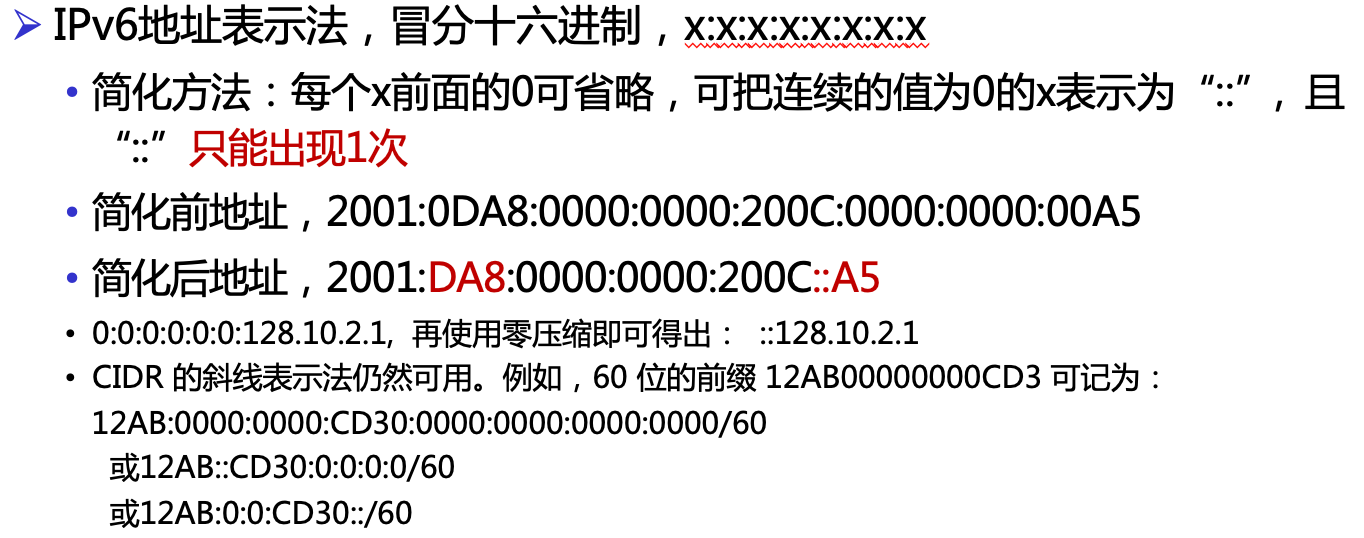 ➢ IPv6地址表示法，冒分十六进制，x:x:x:x:x:x:x:x
• 简化方法：每个x前面的0可省略，可把连续的值为0的x表示为“::”，且
“::”只能出现1次
• 简化前地址，2001:0DA8:0000:0000:200C:0000:0000:00A5
• 简化后地址，2001:DA8:0000:0000:200C::A5
• 0:0:0:0:0:0:128.10.2.1, 再使用零压缩即可得出： ::128.10.2.1
• CIDR 的斜线表示法仍然可用。例如，60 位的前缀 12AB00000000CD3 可记为：
12AB:0000:0000:CD30:0000:0000:0000:0000/60
或12AB::CD30:0:0:0:0/60
或12AB:0:0:CD30::/60